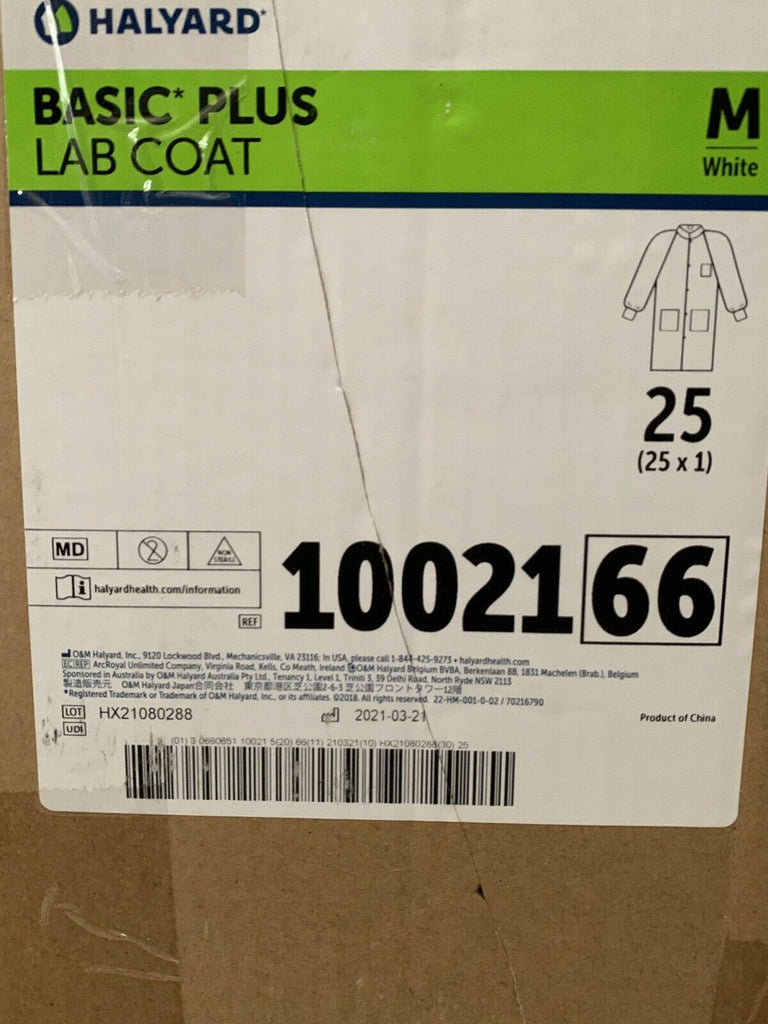 HALYARD*
BASIC* PLUS
LAB COAT
M
White
25
(25 x 1)
MD
NON STERILE
halyardhealth.com/information
REF
1002166
O&M Halyard, Inc., 9120 Lockwood Blvd., Mechanicsville, VA 23116; In USA, please call 1-844-425-9273 • halyardhealth.com
EC REP ArcRoyal Unlimited Company, Virginia Road, Kells, Co Meath, Ireland O&M Halyard Belgium BVBA, Berkenlaan 8B, 1831 Machelen (Brab.), Belgium
Sponsored in Australia by O&M Halyard Australia Pty Ltd., Tenancy 1, Level 1, Triniti 3, 39 Delhi Road, North Ryde NSW 2113
製造販売元 O&M Halyard Japan合同会社 東京都港区芝公園2-6-3 芝公園フロントタワー12階
*Registered Trademark or Trademark of O&M Halyard, Inc., or its affiliates. ©2018. All rights reserved. 22-HM-001-0-02 / 70216790
LOT HX21080288
2021-03-21
Product of China
UDI
(01) 3 0680651 10021 5(20) 66(11) 210321(10) HX21080288(30) 25